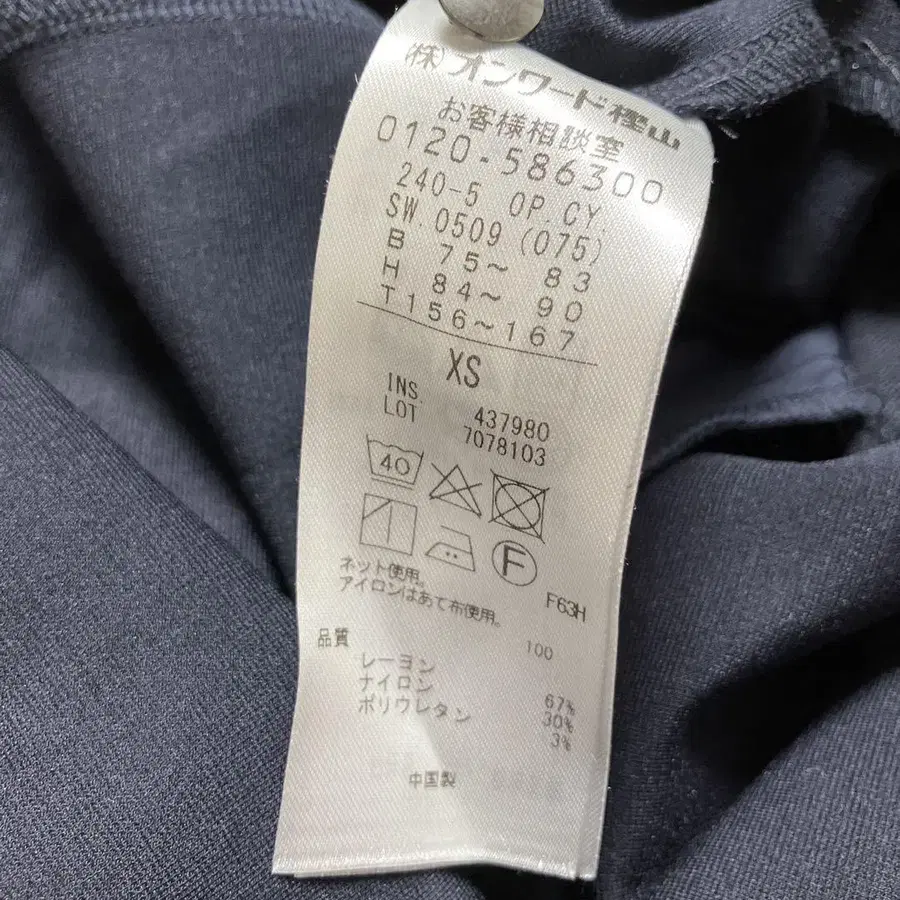 (株)オンワード樫山
お客様相談室
0120-586300
240-5 OP.CY.
SW.0509(075)
B 75〜 83
H 84〜 90
T156〜167
XS
INS. 437980
LOT 7078103
40
F
ネット使用。
アイロンはあて布使用。 F63H
品質 100
レーヨン 67%
ナイロン 30%
ポリウレタン 3%
中国製